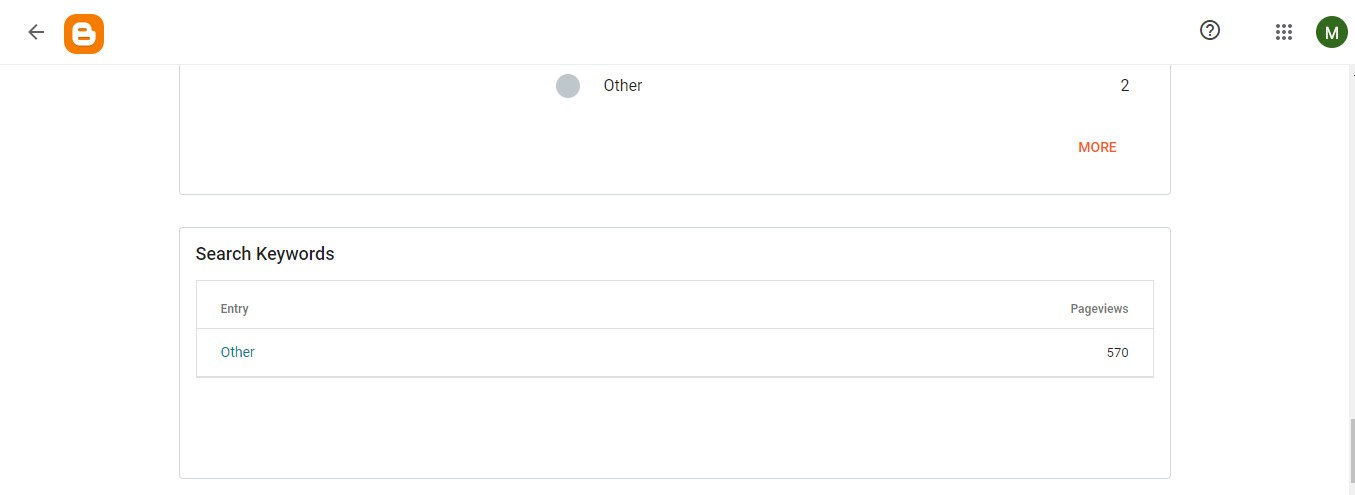 M
Other 2
MORE
Search Keywords
Entry Pageviews
Other 570